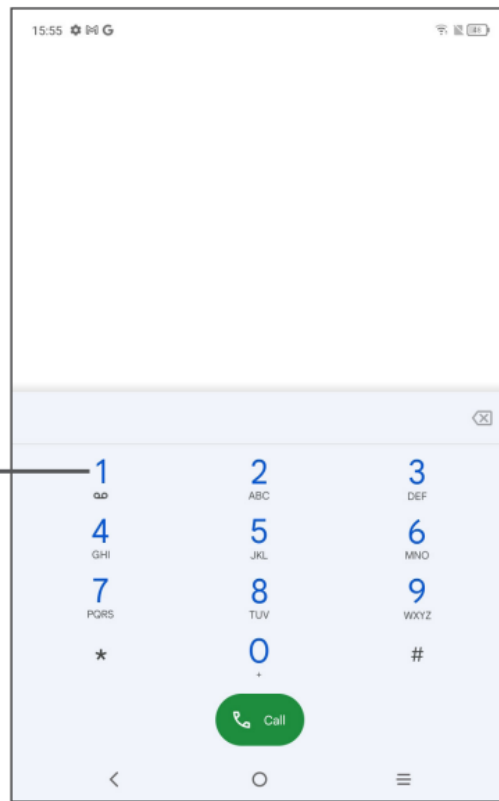 15:55
1 2 3
ABC DEF
4 5 6
GHI JKL MNO
7 8 9
PQRS TUV WXYZ
* 0 #
+
Call